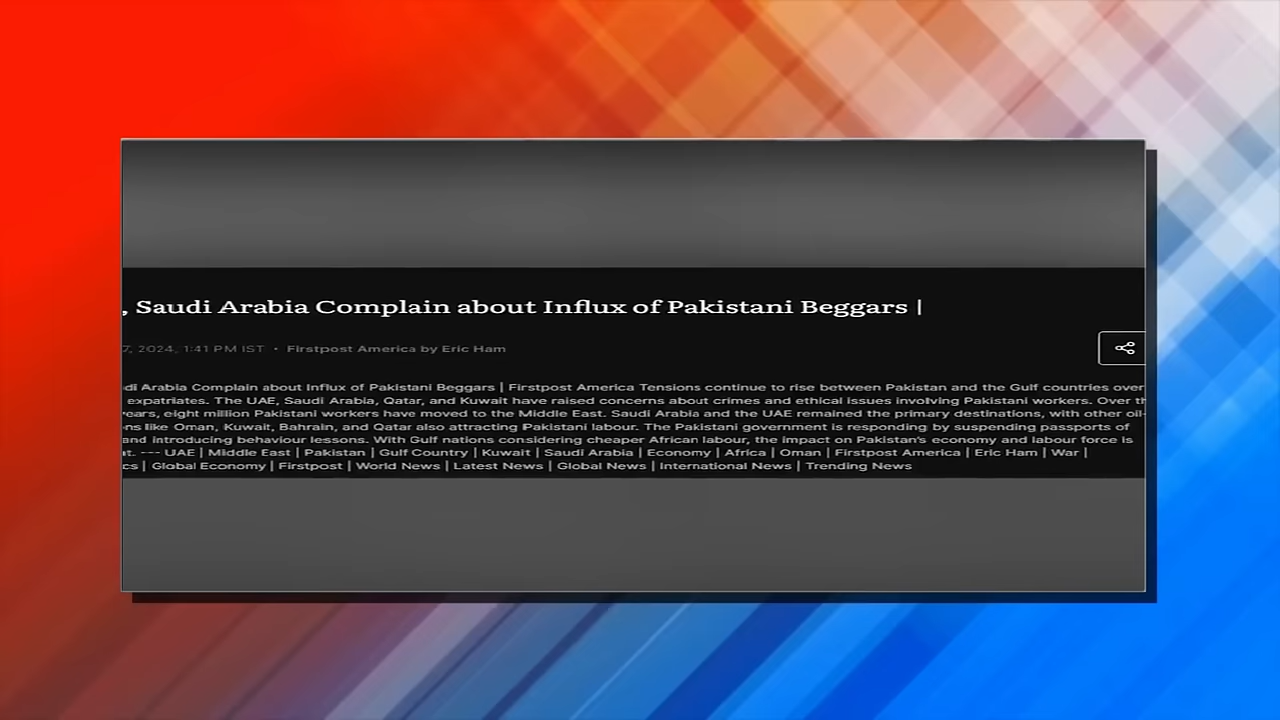 , Saudi Arabia Complain about Influx of Pakistani Beggars |
7, 2024, 1:41 PM IST • Firstpost America by Eric Ham
di Arabia Complain about Influx of Pakistani Beggars | Firstpost America Tensions continue to rise between Pakistan and the Gulf countries over
expatriates. The UAE, Saudi Arabia, Qatar, and Kuwait have raised concerns about crimes and ethical issues involving Pakistani workers. Over th
ears, eight million Pakistani workers have moved to the Middle East. Saudi Arabia and the UAE remained the primary destinations, with other oil-
ns like Oman, Kuwait, Bahrain, and Qatar also attracting Pakistani labour. The Pakistani government is responding by suspending passports of
and introducing behaviour lessons. With Gulf nations considering cheaper African labour, the impact on Pakistan's economy and labour force is
t. --- UAE | Middle East | Pakistan | Gulf Country | Kuwait | Saudi Arabia | Economy | Africa | Oman | Firstpost America | Eric Ham | War |
cs | Global Economy | Firstpost | World News | Latest News | Global News | International News | Trending News